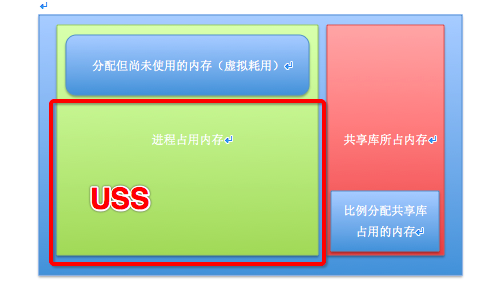 分配但尚未使用的内存（虚拟耗用）
进程占用内存
共享库所占内存
USS
比例分配共享库
占用的内存